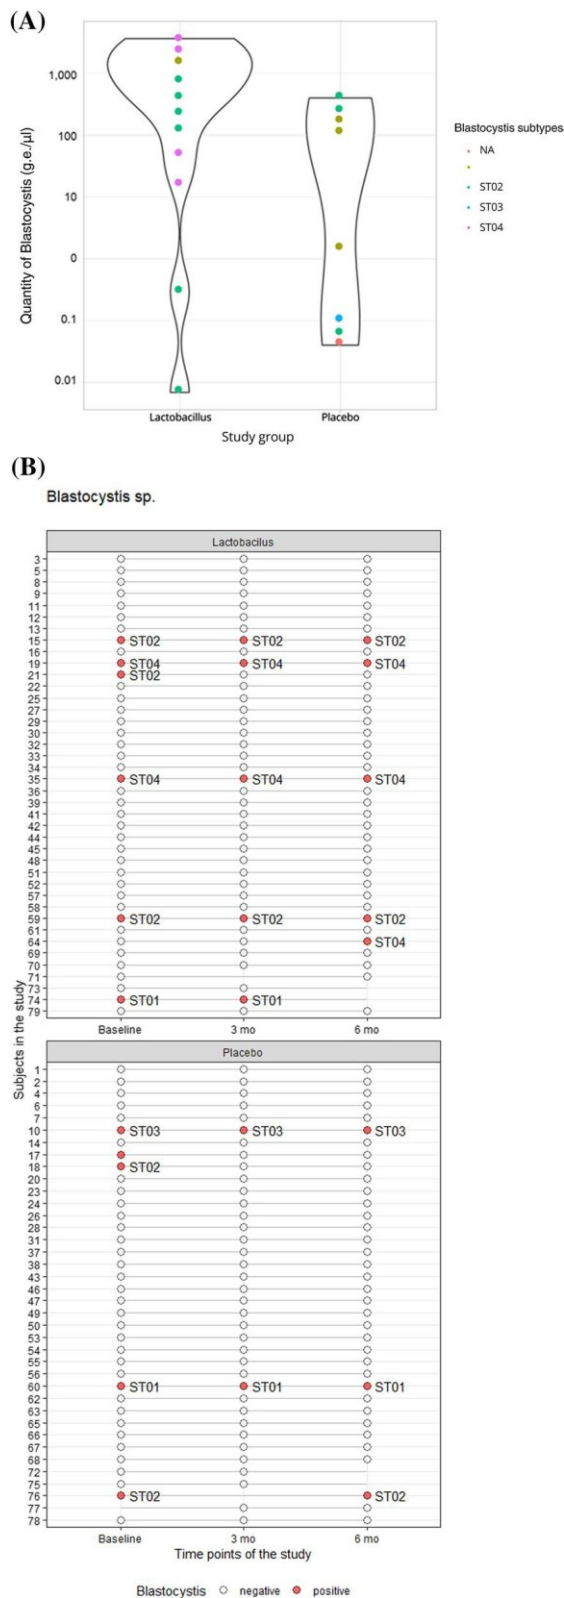 (A)
Quantity of Blastocystis (g.e./µl)
1,000
100
10
0
0.1
0.01
Lactobacillus Placebo
Study group
Blastocystis subtypes
NA
ST02
ST03
ST04
(B)
Blastocystis sp.
Subjects in the study
Lactobacilus
3
5
8
9
11
12
13
15 ST02 ST02 ST02
16
19 ST04 ST04 ST04
21 ST02
22
25
27
29
30
32
33
34
35 ST04 ST04 ST04
36
39
41
42
44
45
48
51
52
57
58
59 ST02 ST02 ST02
61
64 ST04
69
70
71
73
74 ST01 ST01
79
Baseline 3 mo 6 mo
Placebo
1
2
4
6
7
10 ST03 ST03 ST03
14
17
18 ST02
20
23
24
26
28
31
37
38
43
46
47
49
50
53
54
55
56
60 ST01 ST01 ST01
62
63
65
66
67
68
72
75
76 ST02 ST02
77
78
Baseline 3 mo 6 mo
Time points of the study
Blastocystis negative positive